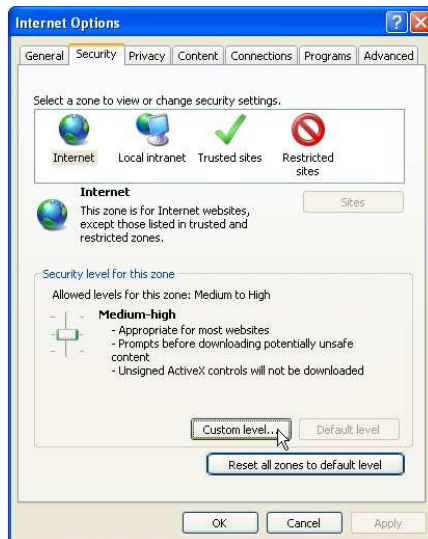 Internet Options
General Security Privacy Content Connections Programs Advanced
Select a zone to view or change security settings.
Internet Local intranet Trusted sites Restricted
sites
Internet
Sites
This zone is for Internet websites,
except those listed in trusted and
restricted zones.
Security level for this zone
Allowed levels for this zone: Medium to High
Medium-high
- Appropriate for most websites
- Prompts before downloading potentially unsafe
content
- Unsigned ActiveX controls will not be downloaded
Custom level... Default level
Reset all zones to default level
OK Cancel Apply